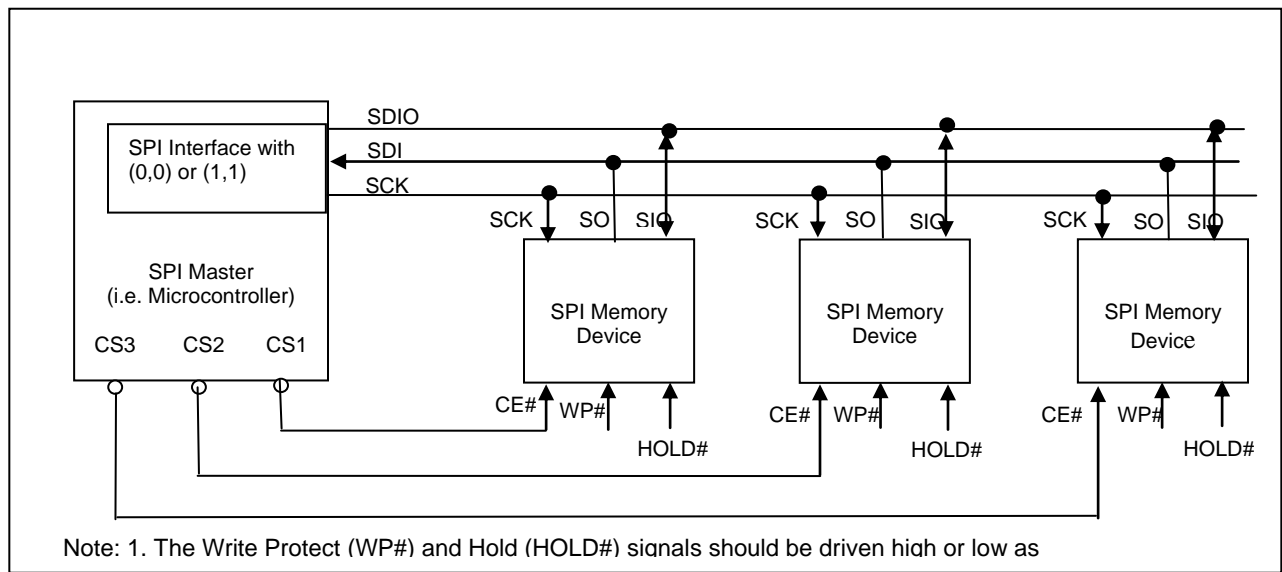 SDIO
SPI Interface with
(0,0) or (1,1)
SDI
SCK
SCK SO SIO
SCK SO SIO
SCK SO SIO
SPI Master
(i.e. Microcontroller)
SPI Memory
Device
SPI Memory
Device
SPI Memory
Device
CS3 CS2 CS1
CE# WP# HOLD#
CE# WP# HOLD#
CE# WP# HOLD#
Note: 1. The Write Protect (WP#) and Hold (HOLD#) signals should be driven high or low as